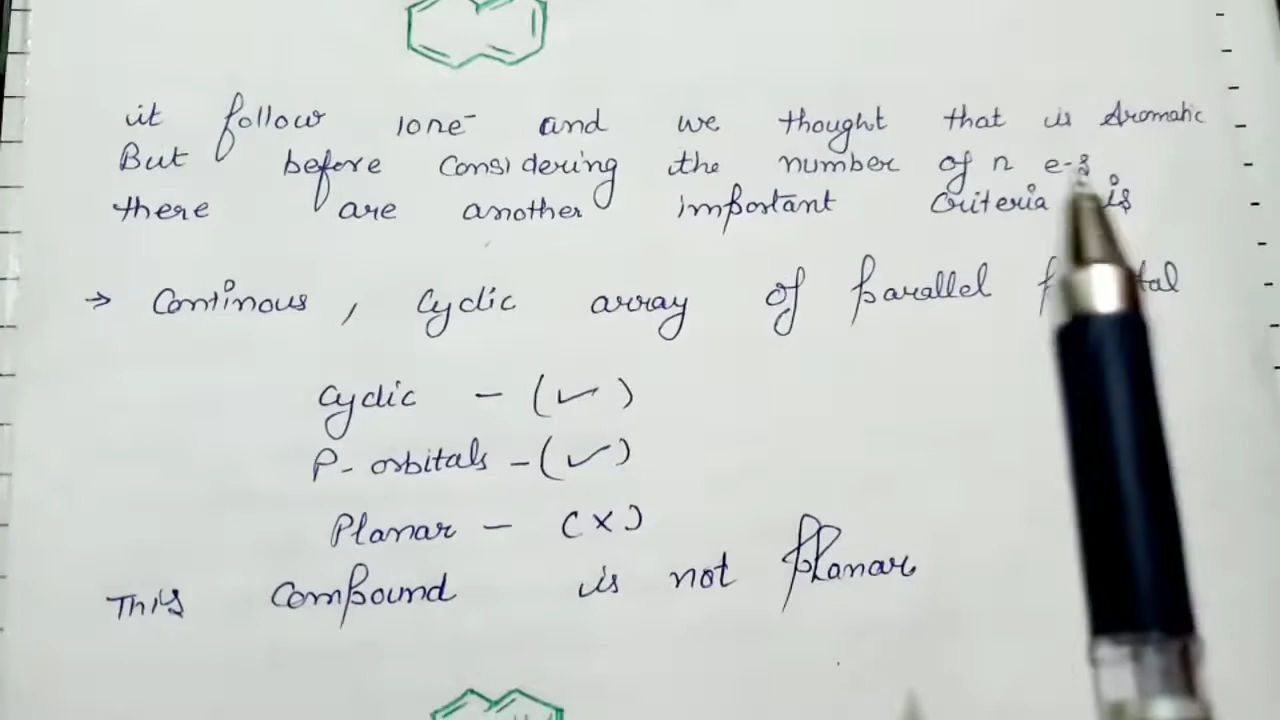 it follow 10πe⁻ and we thought that is Aromatic
But before considering the number of π e-s
there are another important criteria is
→ Continous, Cyclic array of parallel
Cyclic - (✓)
P- orbitals - (✓)
Planar - (×)
This Compound is not Planar